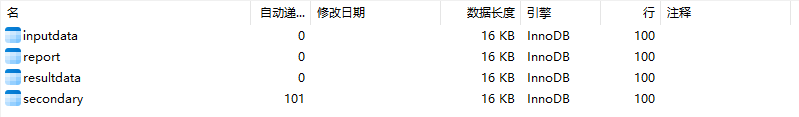 名 自动递... 修改日期 数据长度 引擎 行 注释
inputdata 0 16 KB InnoDB 100
report 0 16 KB InnoDB 100
resultdata 0 16 KB InnoDB 100
secondary 101 16 KB InnoDB 100